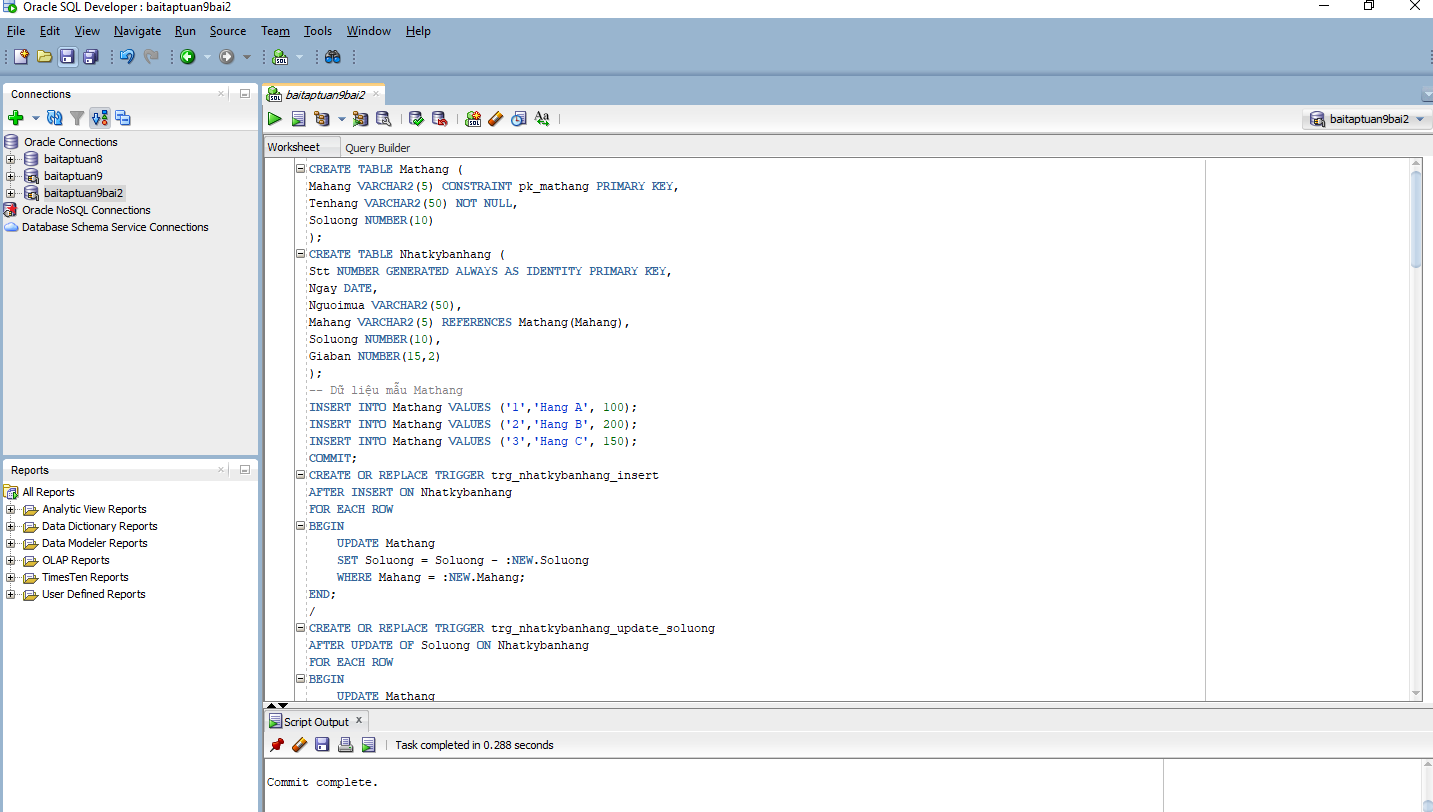 Oracle SQL Developer : baitaptuan9bai2
File Edit View Navigate Run Source Team Tools Window Help
Connections
Oracle Connections
baitaptuan8
baitaptuan9
baitaptuan9bai2
Oracle NoSQL Connections
Database Schema Service Connections
Reports
All Reports
Analytic View Reports
Data Dictionary Reports
Data Modeler Reports
OLAP Reports
TimesTen Reports
User Defined Reports
baitaptuan9bai2
baitaptuan9bai2
Worksheet Query Builder
CREATE TABLE Mathang (
Mahang VARCHAR2(5) CONSTRAINT pk_mathang PRIMARY KEY,
Tenhang VARCHAR2(50) NOT NULL,
Soluong NUMBER(10)
);
CREATE TABLE Nhatkybanhang (
Stt NUMBER GENERATED ALWAYS AS IDENTITY PRIMARY KEY,
Ngay DATE,
Nguoimua VARCHAR2(50),
Mahang VARCHAR2(5) REFERENCES Mathang(Mahang),
Soluong NUMBER(10),
Giaban NUMBER(15,2)
);
-- Dữ liệu mẫu Mathang
INSERT INTO Mathang VALUES ('1','Hang A', 100);
INSERT INTO Mathang VALUES ('2','Hang B', 200);
INSERT INTO Mathang VALUES ('3','Hang C', 150);
COMMIT;
CREATE OR REPLACE TRIGGER trg_nhatkybanhang_insert
AFTER INSERT ON Nhatkybanhang
FOR EACH ROW
BEGIN
    UPDATE Mathang
    SET Soluong = Soluong - :NEW.Soluong
    WHERE Mahang = :NEW.Mahang;
END;
/
CREATE OR REPLACE TRIGGER trg_nhatkybanhang_update_soluong
AFTER UPDATE OF Soluong ON Nhatkybanhang
FOR EACH ROW
BEGIN
    UPDATE Mathang
Script Output
Task completed in 0.288 seconds
Commit complete.